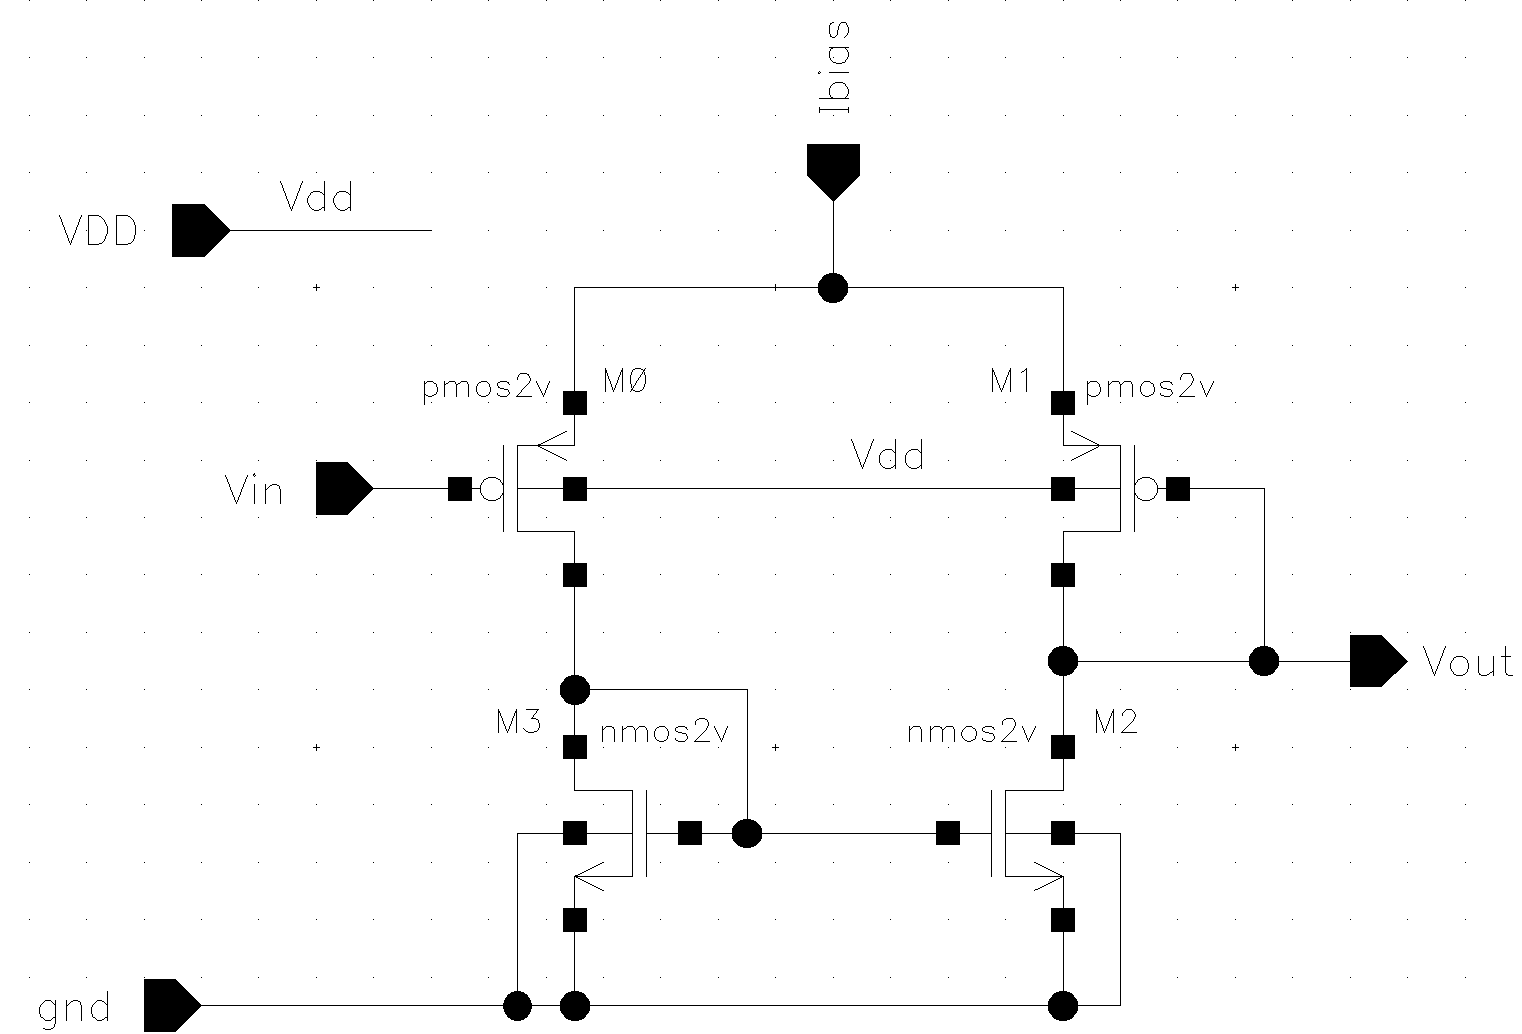 Ibias
Vdd
VDD
pmos2v
MØ
M1
pmos2v
Vdd
Vin
Vout
M3
nmos2v
nmos2v
M2
gnd